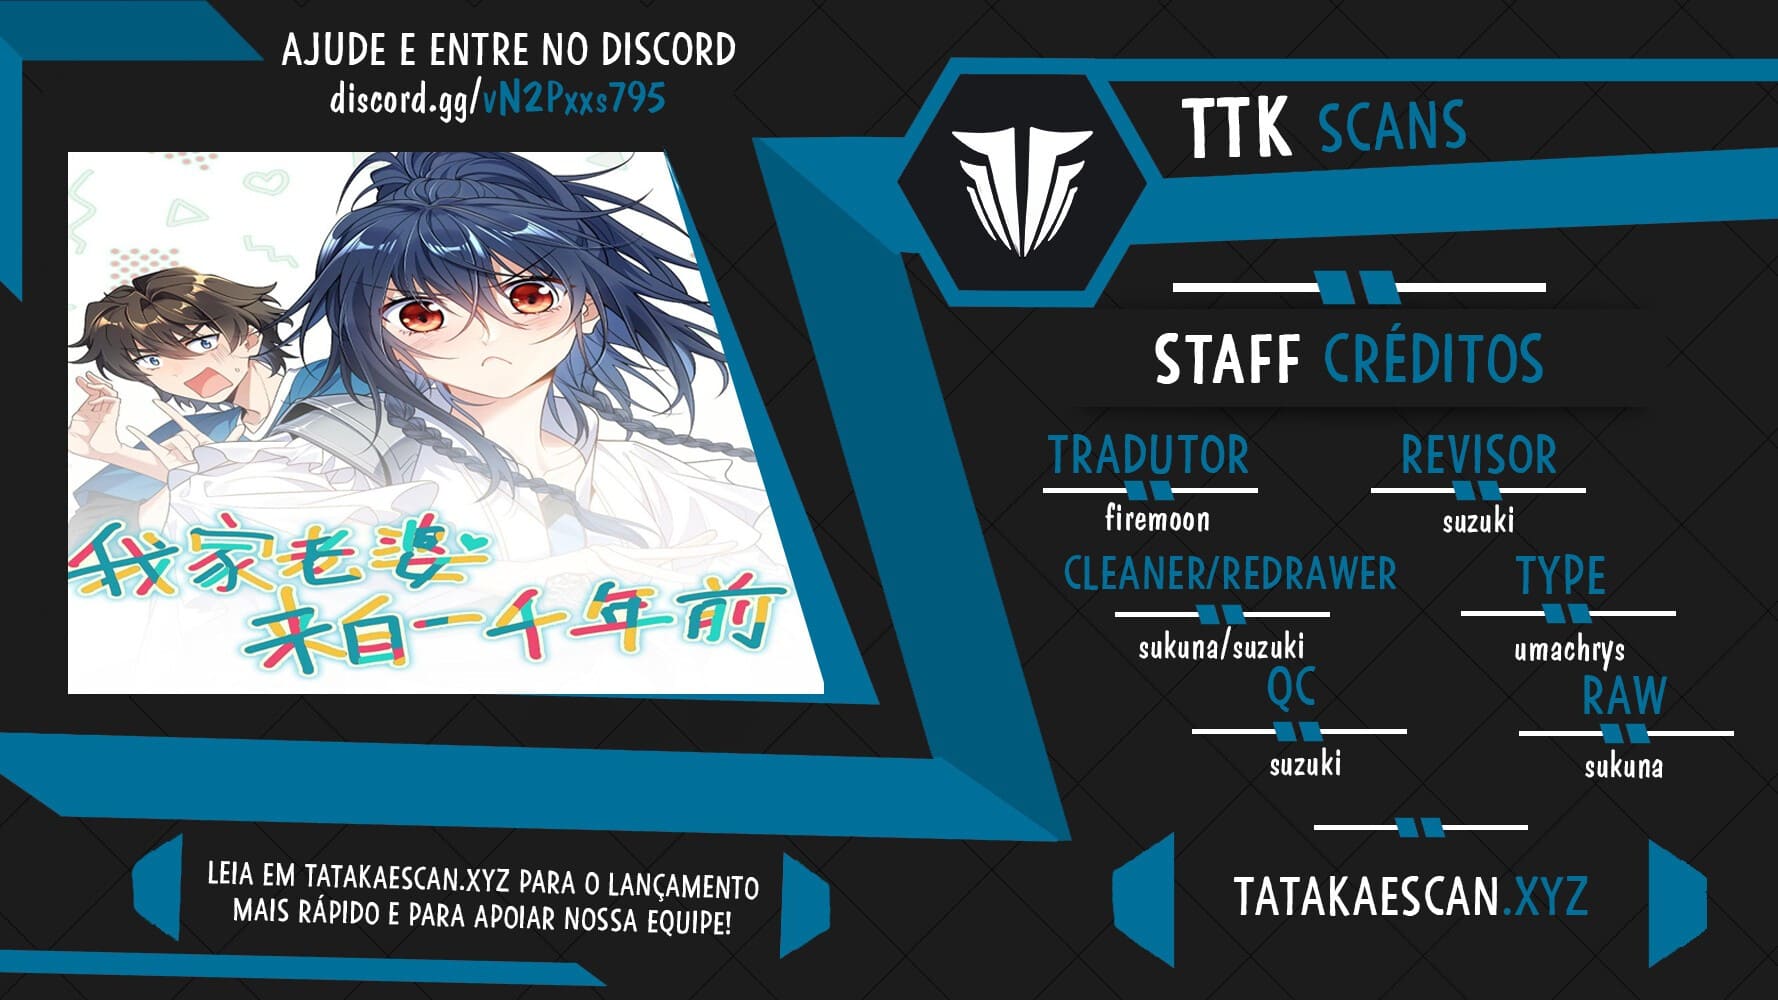 AJUDE E ENTRE NO DISCORD
discord.gg/vN2Pxxs795
我家老婆
来自一千年前
LEIA EM TATAKAESCAN.XYZ PARA O LANÇAMENTO
MAIS RÁPIDO E PARA APOIAR NOSSA EQUIPE!
TTK SCANS
STAFF CRÉDITOS
TRADUTOR
firemoon
REVISOR
suzuki
CLEANER/REDRAWER
sukuna/suzuki
TYPE
umachrys
QC
suzuki
RAW
sukuna
TATAKAESCAN.XYZ